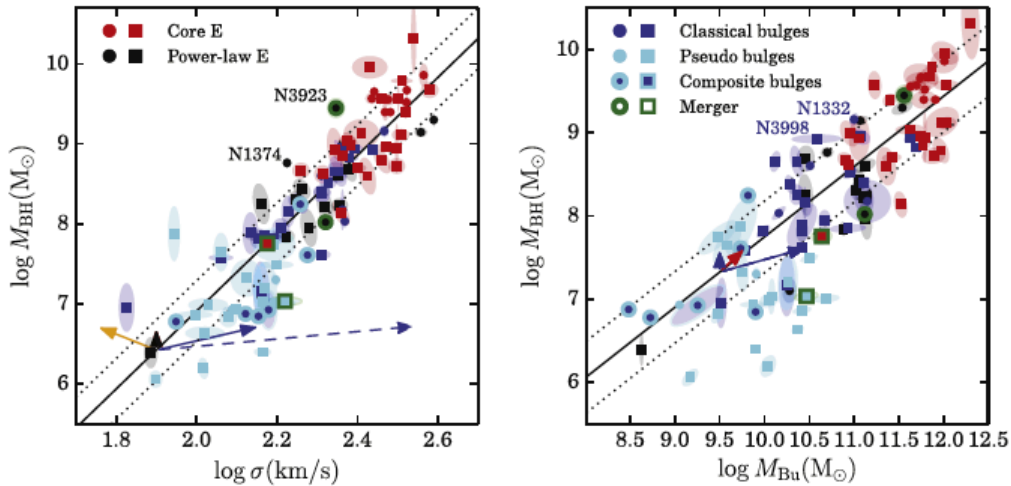 Core E
Power-law E
N3923
N1374
10
9
8
7
6
log M_BH(M_⊙)
1.8 2.0 2.2 2.4 2.6
log σ(km/s)
Classical bulges
Pseudo bulges
Composite bulges
Merger
N1332
N3998
10
9
8
7
6
log M_BH(M_⊙)
8.5 9.0 9.5 10.0 10.5 11.0 11.5 12.0 12.5
log M_Bu(M_⊙)